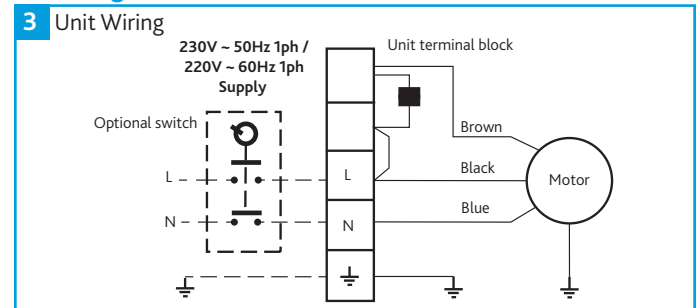 3 Unit Wiring
230V ~ 50Hz 1ph /
220V ~ 60Hz 1ph
Supply
Unit terminal block
Optional switch
Brown
L
L
Black
Motor
N
N
Blue